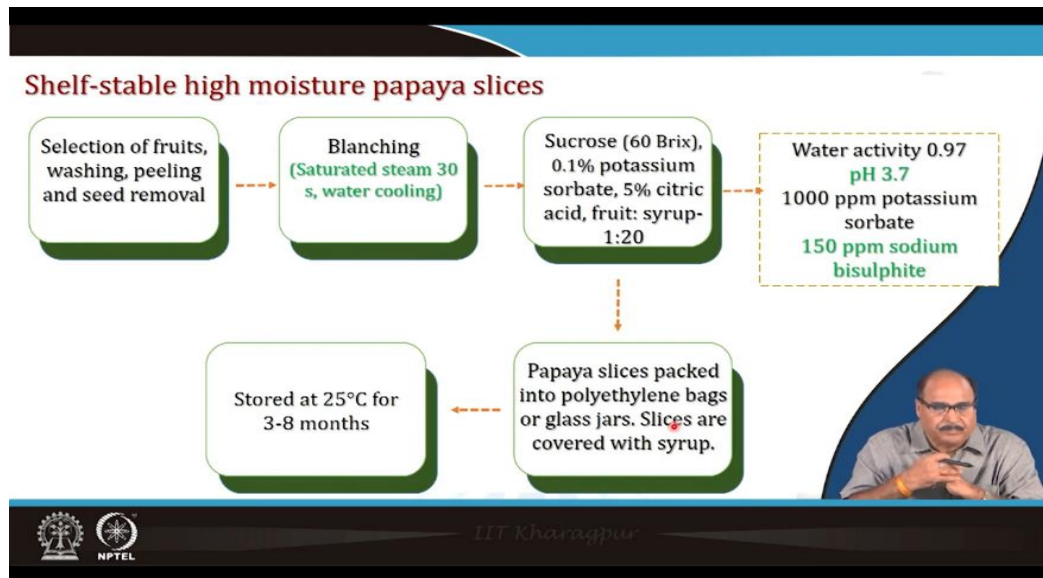 Shelf-stable high moisture papaya slices
Selection of fruits,
washing, peeling
and seed removal
Blanching
(Saturated steam 30
s, water cooling)
Sucrose (60 Brix),
0.1% potassium
sorbate, 5% citric
acid, fruit: syrup-
1:20
Water activity 0.97
pH 3.7
1000 ppm potassium
sorbate
150 ppm sodium
bisulphite
Papaya slices packed
into polyethylene bags
or glass jars. Slices are
covered with syrup.
Stored at 25°C for
3-8 months
NPTEL
IIT Kharagpur